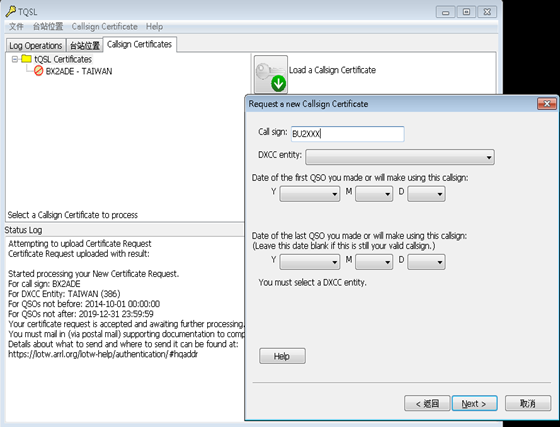 TQSL
文件 台站位置 Callsign Certificate Help
Log Operations 台站位置 Callsign Certificates
tQSL Certificates
BX2ADE - TAIWAN
Load a Callsign Certificate
Select a Callsign Certificate to process
Status Log
Attempting to upload Certificate Request
Certificate Request uploaded with result:
Started processing your New Certificate Request.
For call sign: BX2ADE
For DXCC Entity: TAIWAN (386)
For QSOs not before: 2014-10-01 00:00:00
For QSOs not after: 2019-12-31 23:59:59
Your certificate request is accepted and awaiting further processing.
You must mail in (via postal mail) supporting documentation to comp
Details about what to send and where to send it can be found at:
https://lotw.arrl.org/lotw-help/authentication/#hqaddr
Request a new Callsign Certificate
Call sign: BU2XXX
DXCC entity:
Date of the first QSO you made or will make using this callsign:
Y M D
Date of the last QSO you made or will make using this callsign:
(Leave this date blank if this is still your valid callsign.)
Y M D
You must select a DXCC entity.
Help
< 返回 Next > 取消